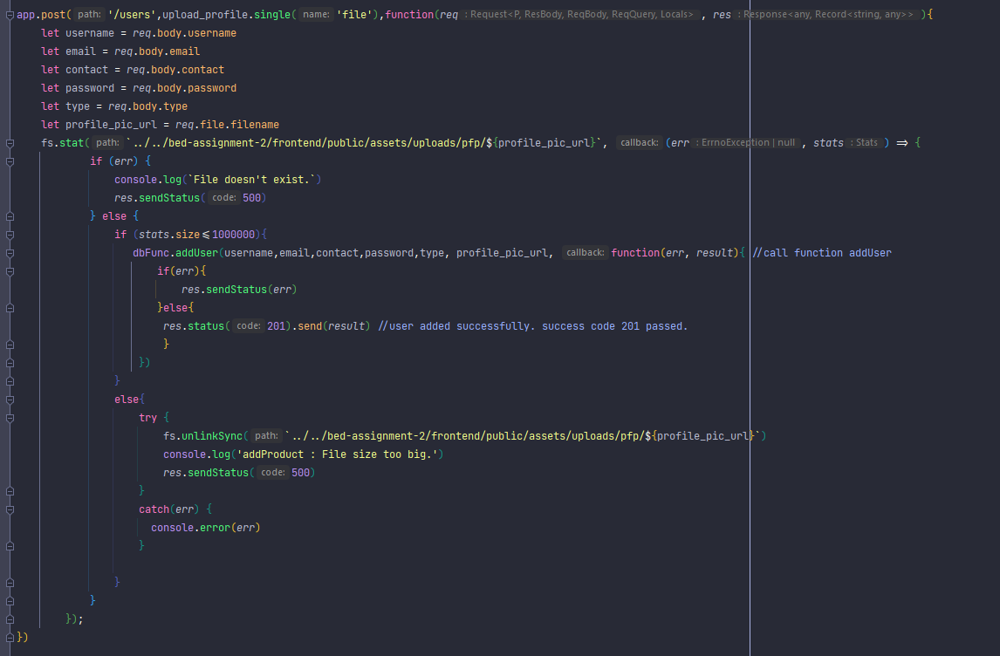 app.post( path: '/users',upload_profile.single( name: 'file'),function(req : Request<P, ResBody, ReqBody, ReqQuery, Locals> , res : Response<any, Record<string, any>> ){
let username = req.body.username
let email = req.body.email
let contact = req.body.contact
let password = req.body.password
let type = req.body.type
let profile_pic_url = req.file.filename
fs.stat( path: `../../bed-assignment-2/frontend/public/assets/uploads/pfp/${profile_pic_url}`, callback: (err : ErrnoException | null , stats : Stats ) => {
if (err) {
console.log(`File doesn't exist.`)
res.sendStatus( code: 500)
} else {
if (stats.size<=1000000){
dbFunc.addUser(username,email,contact,password,type, profile_pic_url, callback: function(err, result){ //call function addUser
if(err){
res.sendStatus(err)
}else{
res.status( code: 201).send(result) //user added successfully. success code 201 passed.
}
})
}
else{
try {
fs.unlinkSync( path: `../../bed-assignment-2/frontend/public/assets/uploads/pfp/${profile_pic_url}`)
console.log('addProduct : File size too big.')
res.sendStatus( code: 500)
}
catch(err) {
console.error(err)
}
}
}
});
})